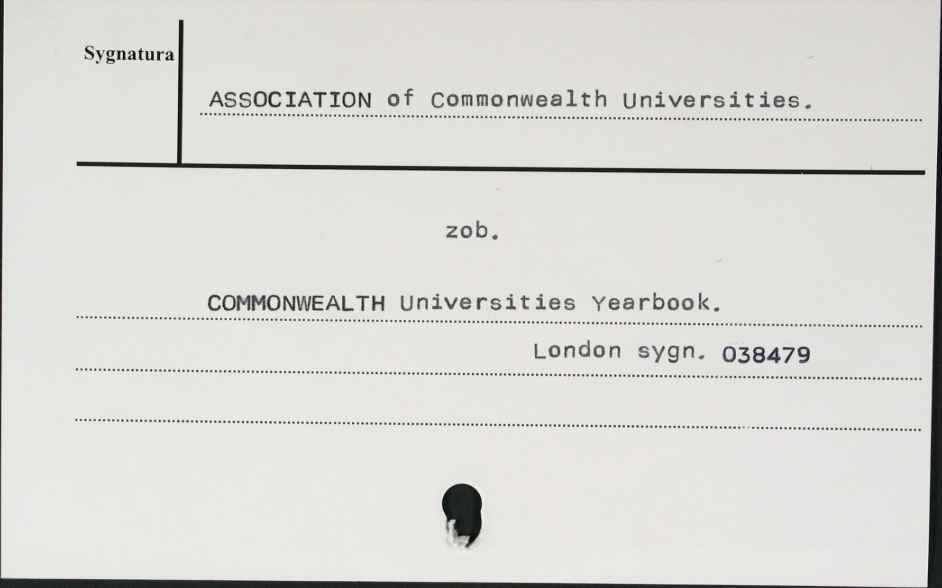 Sygnatura
ASSOCIATION of Commonwealth Universities.
zob.
COMMONWEALTH Universities Yearbook.
London sygn. 038479